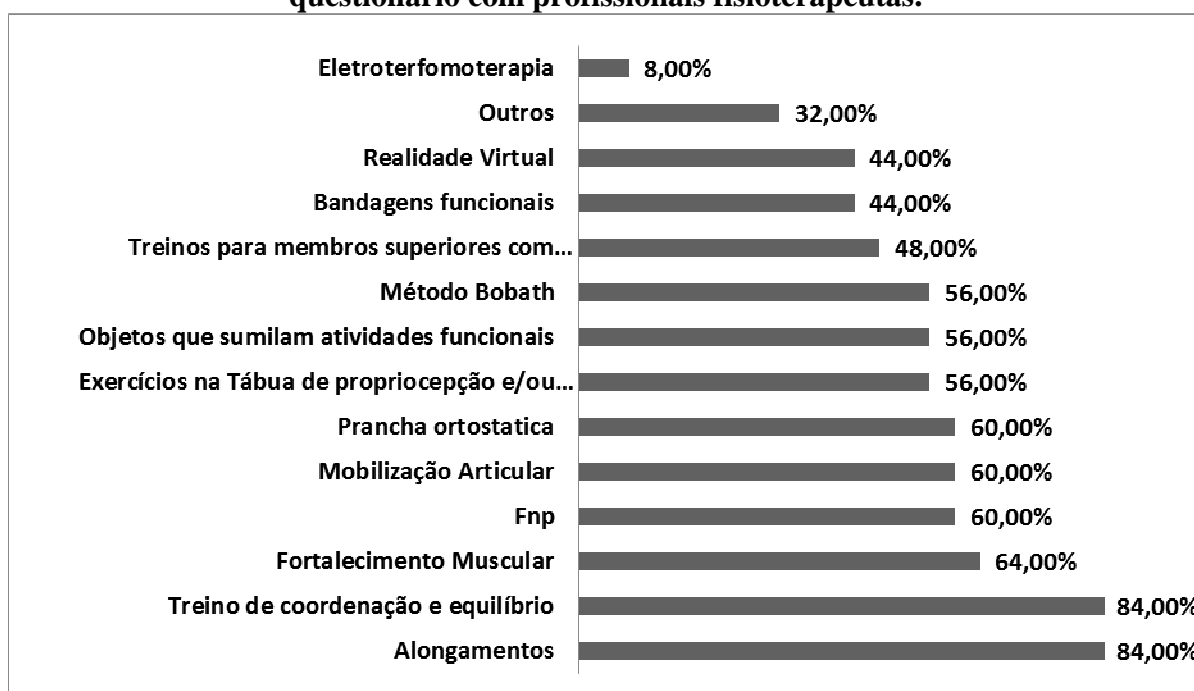 questionário com profissionais fisioterapeutas.
Eletroterfomoterapia 8,00%
Outros 32,00%
Realidade Virtual 44,00%
Bandagens funcionais 44,00%
Treinos para membros superiores com... 48,00%
Método Bobath 56,00%
Objetos que sumilam atividades funcionais 56,00%
Exercícios na Tábua de propriocepção e/ou... 56,00%
Prancha ortostatica 60,00%
Mobilização Articular 60,00%
Fnp 60,00%
Fortalecimento Muscular 64,00%
Treino de coordenação e equilíbrio 84,00%
Alongamentos 84,00%